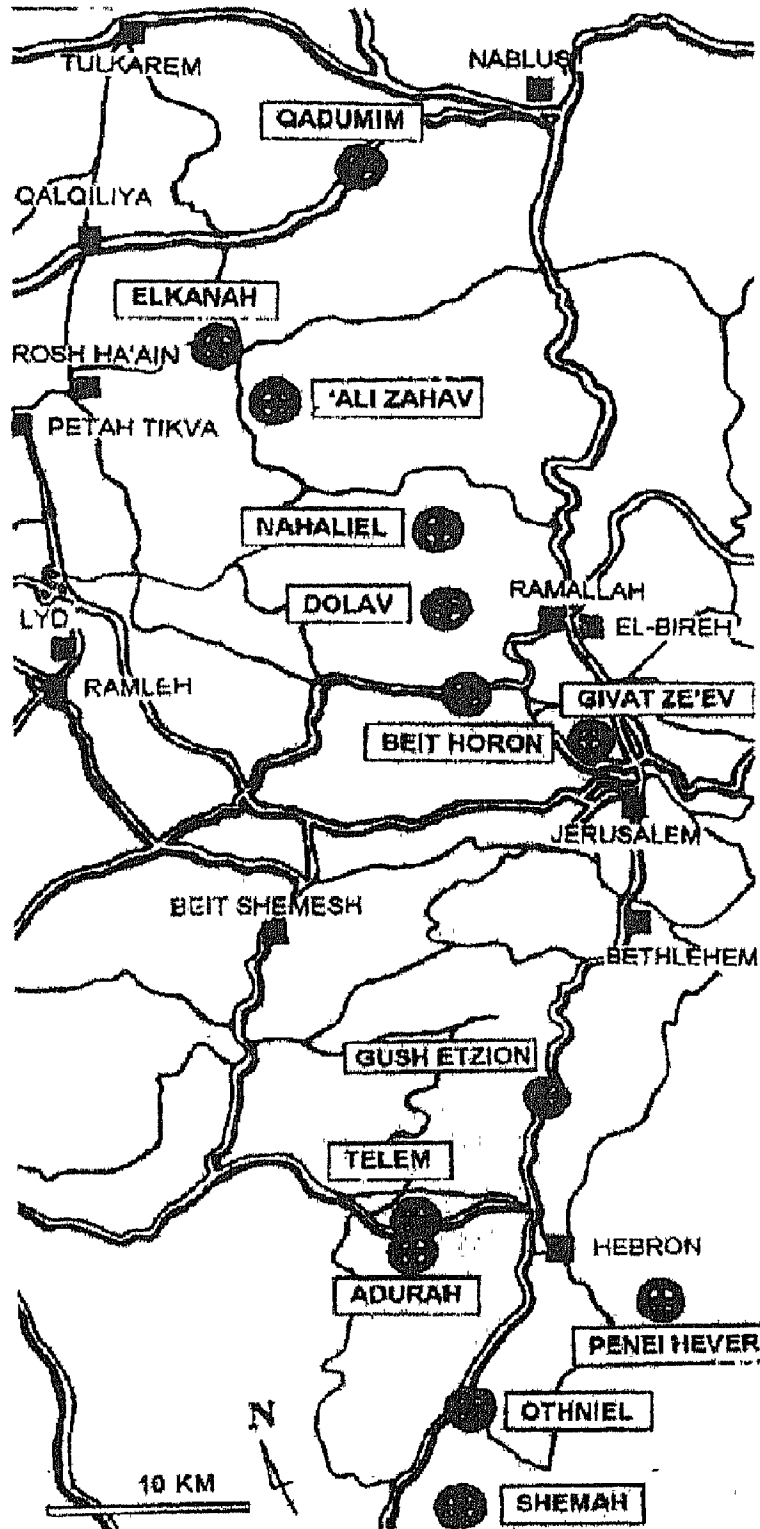 TULKAREM
NABLUS
QADUMIM
QALQILIYA
ELKANAH
ROSH HA'AIN
'ALI ZAHAV
PETAH TIKVA
NAHALIEL
DOLAV
RAMALLAH
LYD
EL-BIREH
RAMLEH
GIVAT ZE'EV
BEIT HORON
JERUSALEM
BEIT SHEMESH
BETHLEHEM
GUSH ETZION
TELEM
HEBRON
ADURAH
PENEI HEVER
OTHNIEL
N
10 KM
SHEMAH